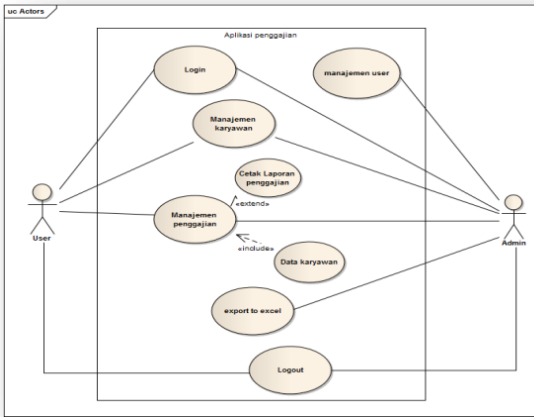 uc Actors
Aplikasi penggajian
Login
manajemen user
Manajemen
karyawan
Cetak Laporan
penggajian
«extend»
Manajemen
penggajian
User
Admin
«include»
Data karyawan
export to excel
Logout